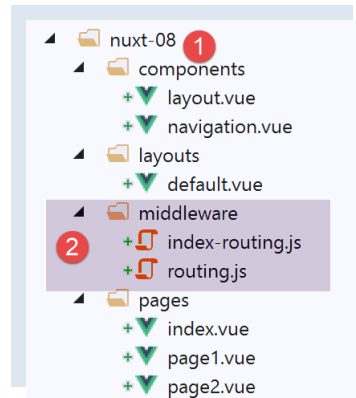 nuxt-08 1
components
layout.vue
navigation.vue
layouts
default.vue
middleware
2 index-routing.js
routing.js
pages
index.vue
page1.vue
page2.vue